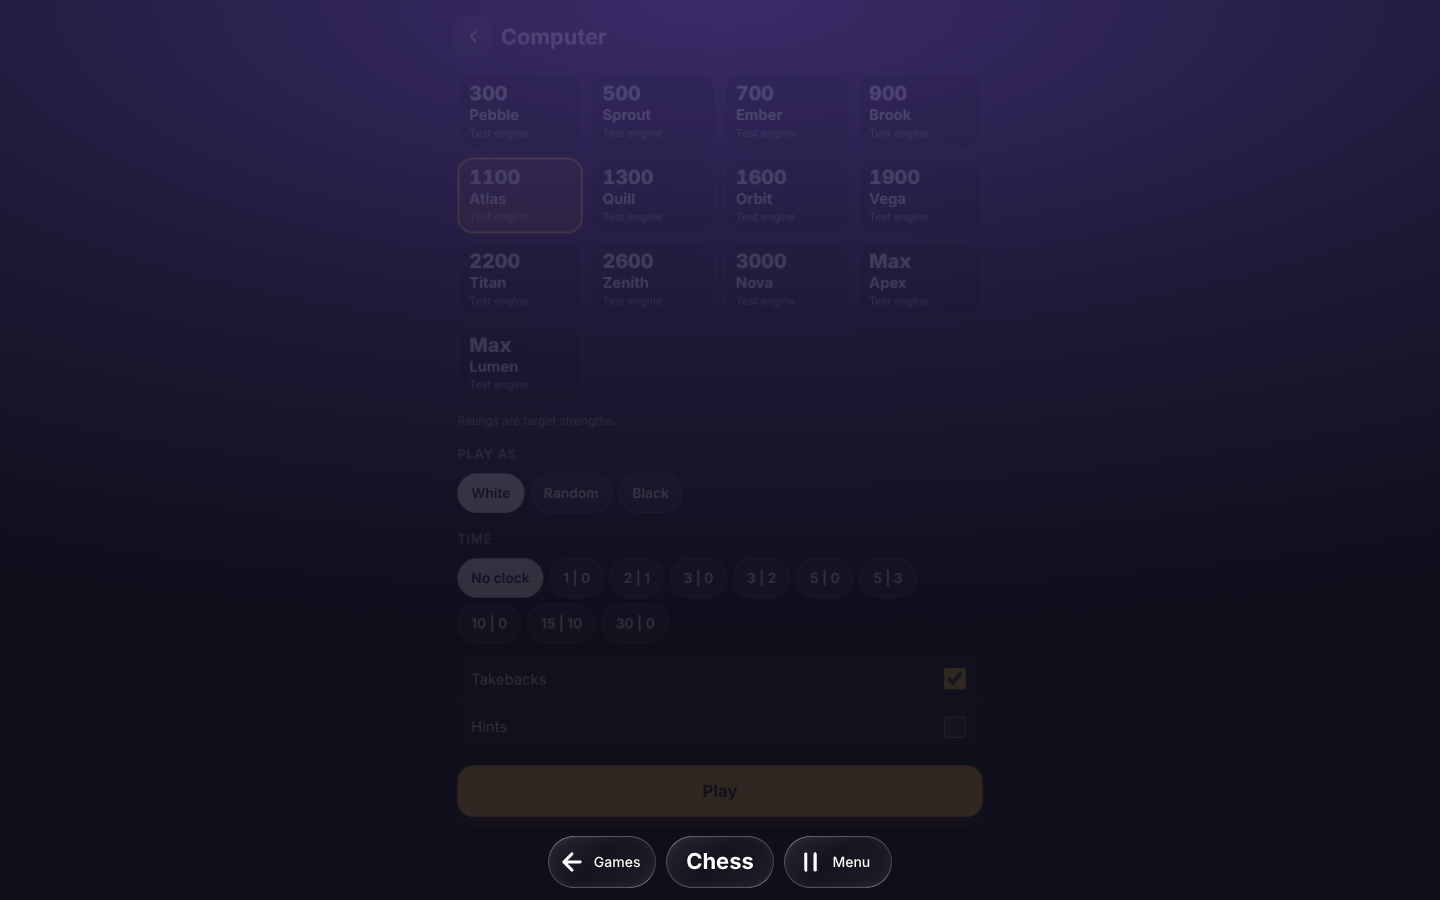 Computer
300
Pebble
Test engine
500
Sprout
Test engine
700
Ember
Test engine
900
Brook
Test engine
1100
Atlas
Test engine
1300
Quill
Test engine
1600
Orbit
Test engine
1900
Vega
Test engine
2200
Titan
Test engine
2600
Zenith
Test engine
3000
Nova
Test engine
Max
Apex
Test engine
Max
Lumen
Test engine
Ratings are target strengths.
PLAY AS
White
Random
Black
TIME
No clock
1 | 0
2 | 1
3 | 0
3 | 2
5 | 0
5 | 3
10 | 0
15 | 10
30 | 0
Takebacks
Hints
Play
Games
Chess
Menu